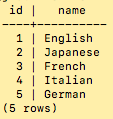 id |   name
----+----------
  1 | English
  2 | Japanese
  3 | French
  4 | Italian
  5 | German
(5 rows)